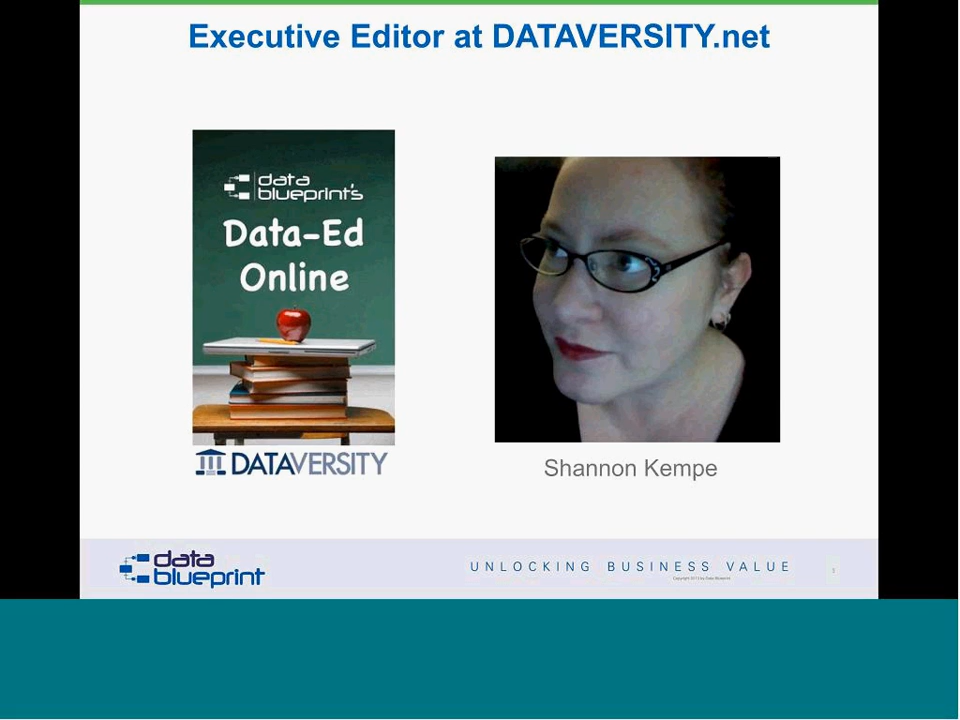 Executive Editor at DATAVERSITY.net
data
blueprint's
Data-Ed
Online
DATAVERSITY
Shannon Kempe
data
blueprint
UNLOCKING BUSINESS VALUE